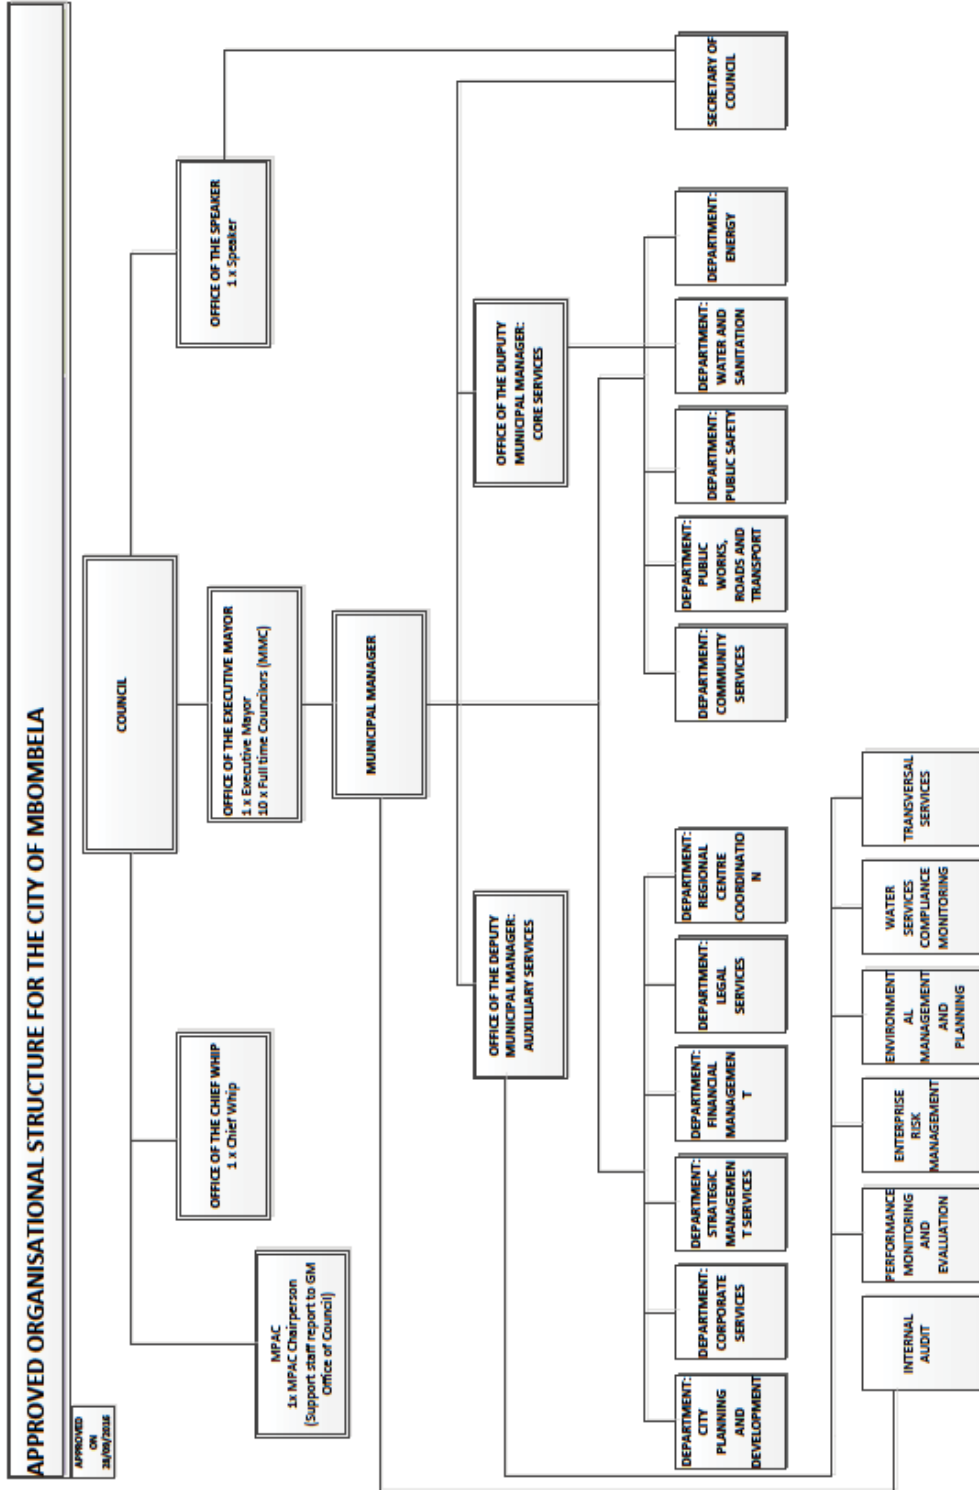 APPROVED ORGANISATIONAL STRUCTURE FOR THE CITY OF MBOMBELA
APPROVED
ON
28/09/2016
COUNCIL
MPAC
1x MPAC Chairperson
(Support staff report to GM
Office of Council)
OFFICE OF THE CHIEF WHIP
1 x Chief Whip
OFFICE OF THE EXECUTIVE MAYOR
1 x Executive Mayor
10 x Full time Councilors (MMC)
OFFICE OF THE SPEAKER
1 x Speaker
MUNICIPAL MANAGER
OFFICE OF THE DEPUTY
MUNICIPAL MANAGER:
AUXILLIARY SERVICES
OFFICE OF THE DUPUTY
MUNICIPAL MANAGER:
CORE SERVICES
DEPARTMENT:
CITY
PLANNING
AND
DEVELOPMENT
DEPARTMENT:
CORPORATE
SERVICES
DEPARTMENT:
STRATEGIC
MANAGEMEN
T SERVICES
DEPARTMENT:
FINANCIAL
MANAGEMEN
T
DEPARTMENT:
LEGAL
SERVICES
DEPARTMENT:
REGIONAL
CENTRE
COORDINATIO
N
DEPARTMENT:
COMMUNITY
SERVICES
DEPARTMENT:
PUBLIC
WORKS,
ROADS AND
TRANSPORT
DEPARTMENT:
PUBLIC SAFETY
DEPARTMENT:
WATER AND
SANITATION
DEPARTMENT:
ENERGY
SECRETARY OF
COUNCIL
INTERNAL
AUDIT
PERFORMANCE
MONITORING
AND
EVALUATION
ENTERPRISE
RISK
MANAGEMENT
ENVIRONMENT
AL
MANAGEMENT
AND
PLANNING
WATER
SERVICES
COMPLIANCE
MONITORING
TRANSVERSAL
SERVICES